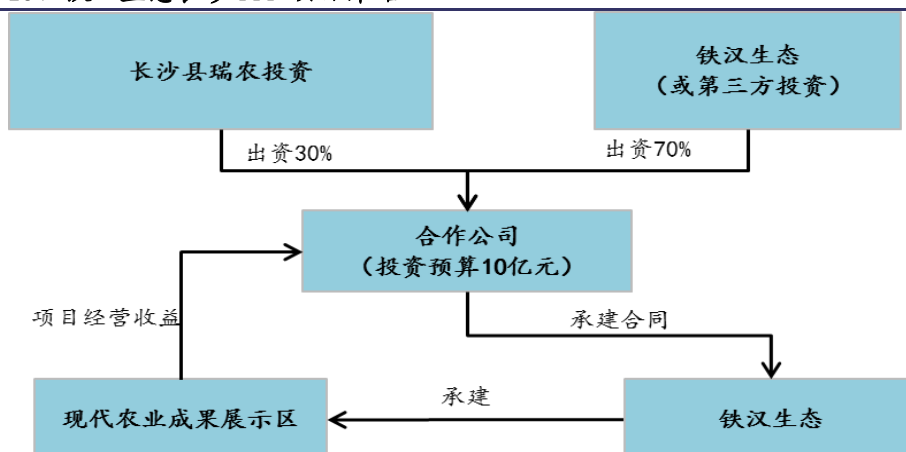 长沙县瑞农投资
铁汉生态
（或第三方投资）
出资30%
出资70%
合作公司
（投资预算10亿元）
项目经营收益
承建合同
现代农业成果展示区
承建
铁汉生态